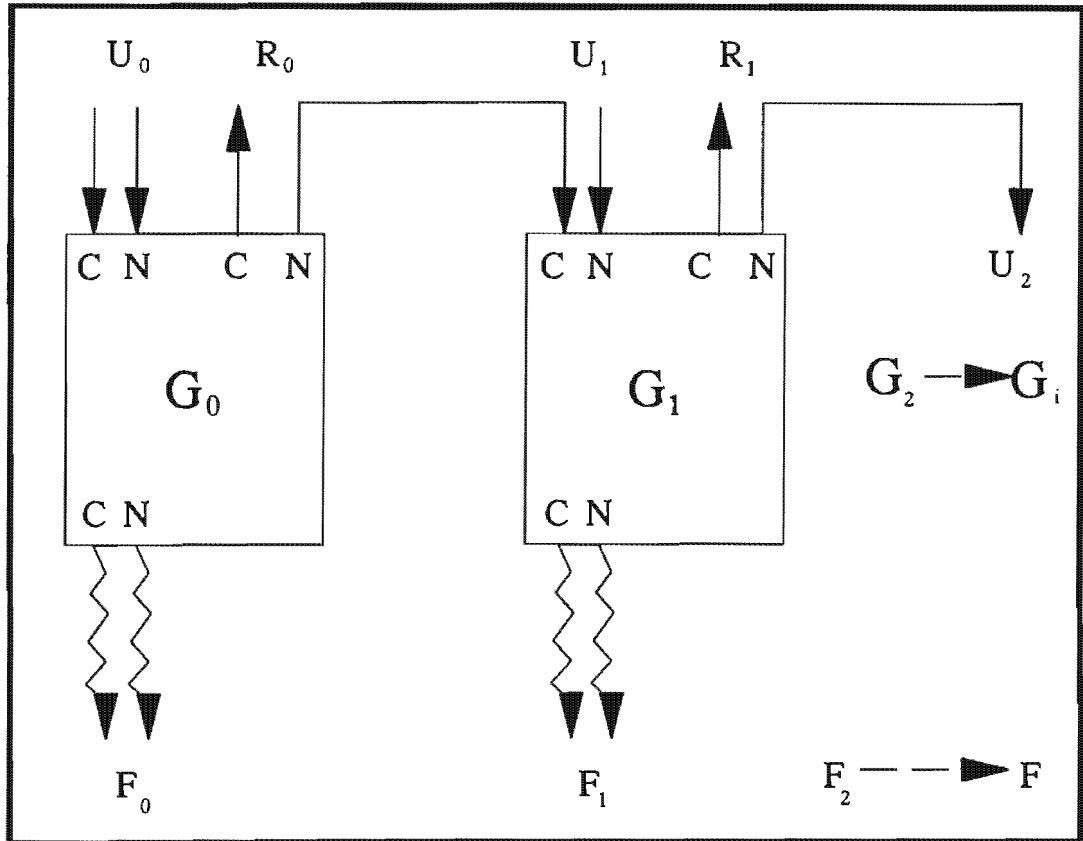 U₀ R₀ U₁ R₁
C N C N C N C N U₂
G₀ G₁ G₂ Gᵢ
C N C N
F₀ F₁ F₂ F